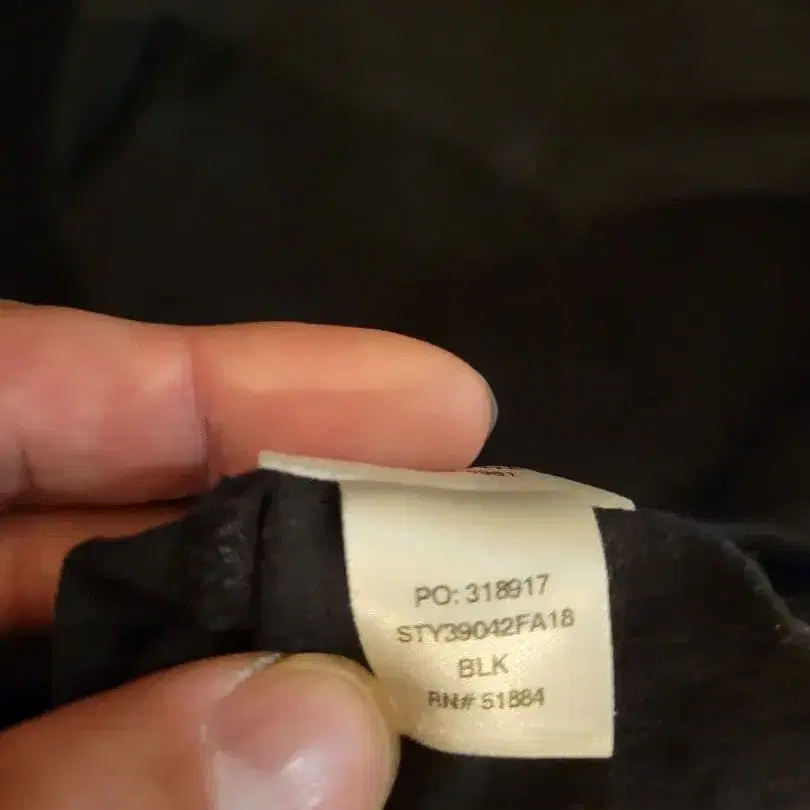 PO: 318917
STY39042FA18
BLK
RN# 51884